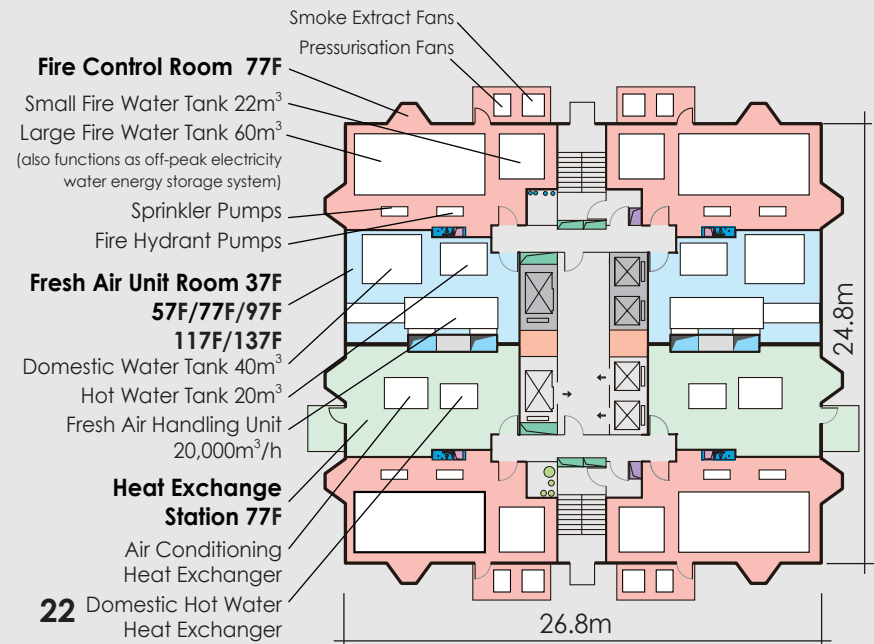 Smoke Extract Fans
Pressurisation Fans
Fire Control Room 77F
Small Fire Water Tank 22m³
Large Fire Water Tank 60m³
(also functions as off-peak electricity
water energy storage system)
Sprinkler Pumps
Fire Hydrant Pumps
Fresh Air Unit Room 37F
57F/77F/97F
117F/137F
Domestic Water Tank 40m³
Hot Water Tank 20m³
Fresh Air Handling Unit
20,000m³/h
Heat Exchange
Station 77F
Air Conditioning
Heat Exchanger
22 Domestic Hot Water
Heat Exchanger
24.8m
26.8m